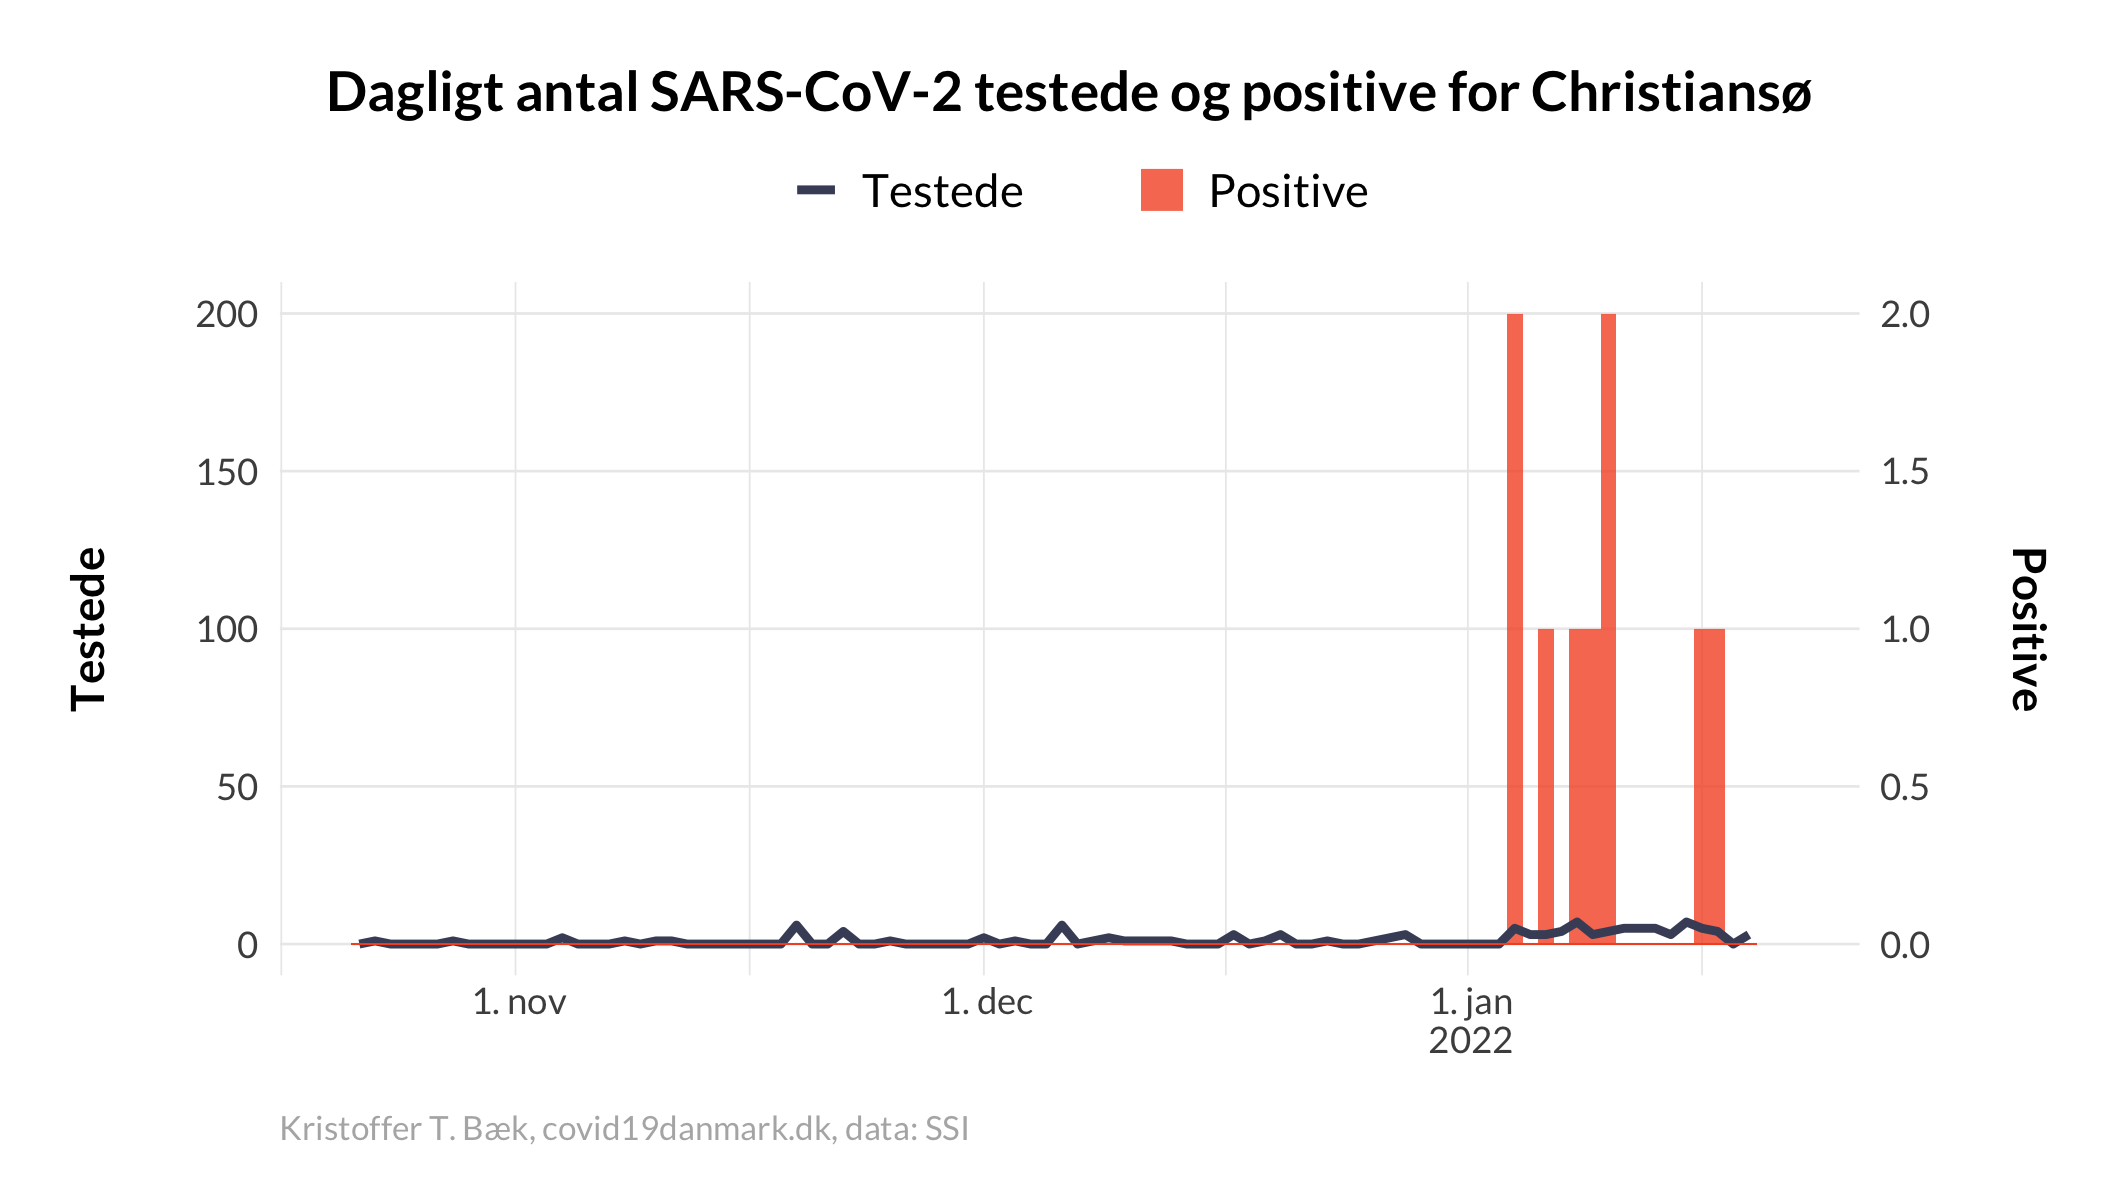 Dagligt antal SARS-CoV-2 testede og positive for Christiansø
Testede
Positive
200
150
100
50
0
2.0
1.5
1.0
0.5
0.0
Testede
Positive
1. nov
1. dec
1. jan
2022
Kristoffer T. Bæk, covid19danmark.dk, data: SSI